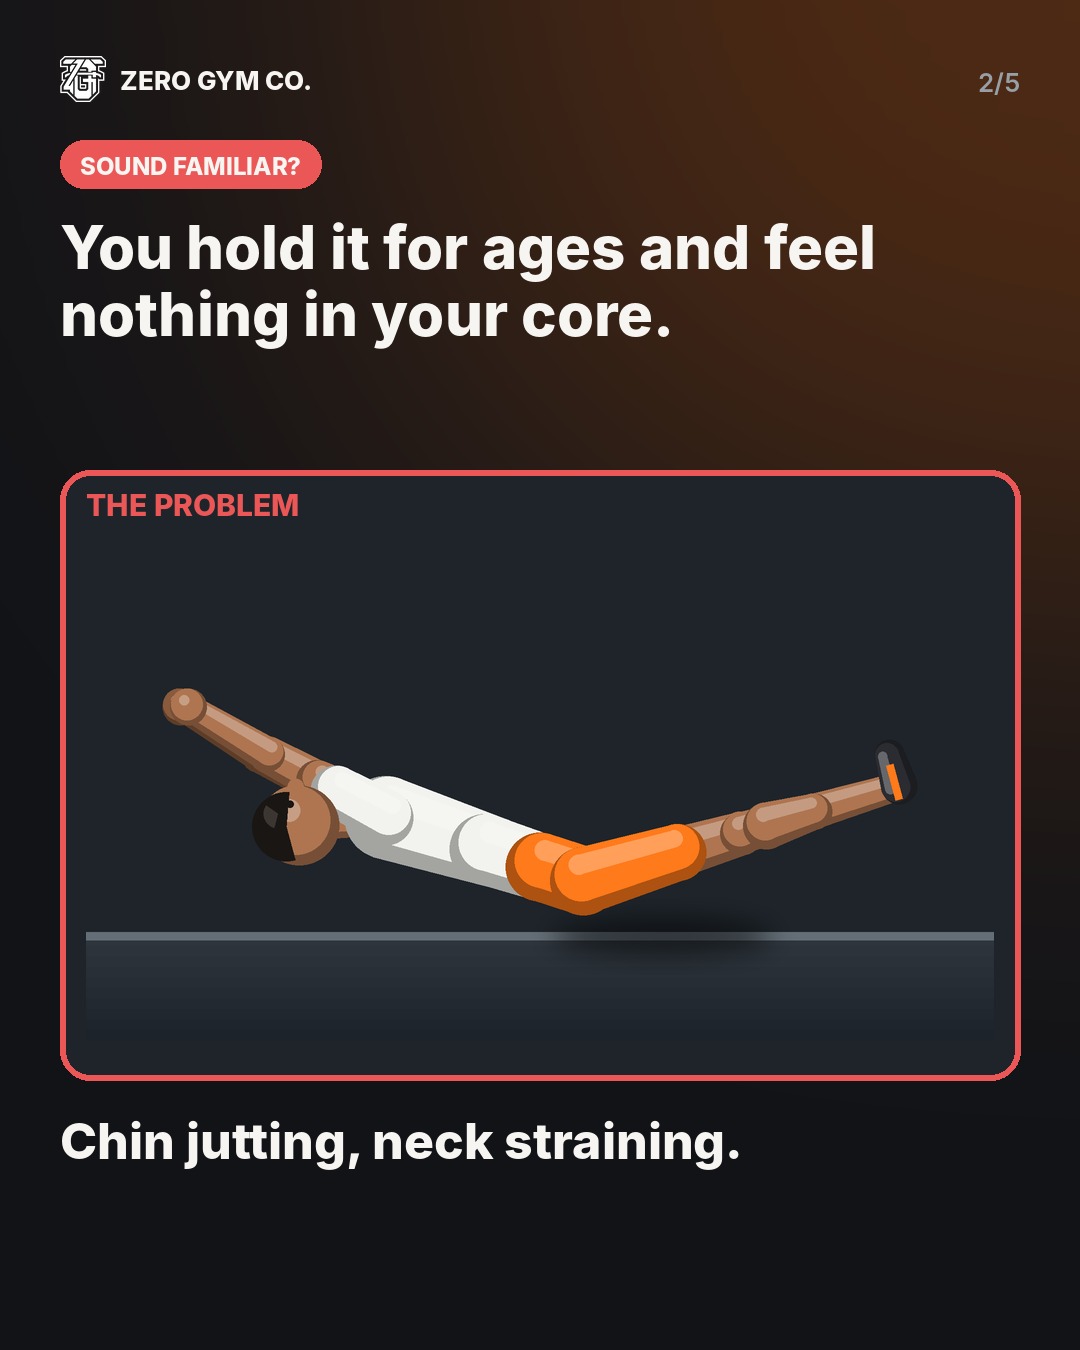 ZERO GYM CO.
2/5
SOUND FAMILIAR?
You hold it for ages and feel
nothing in your core.
THE PROBLEM
Chin jutting, neck straining.